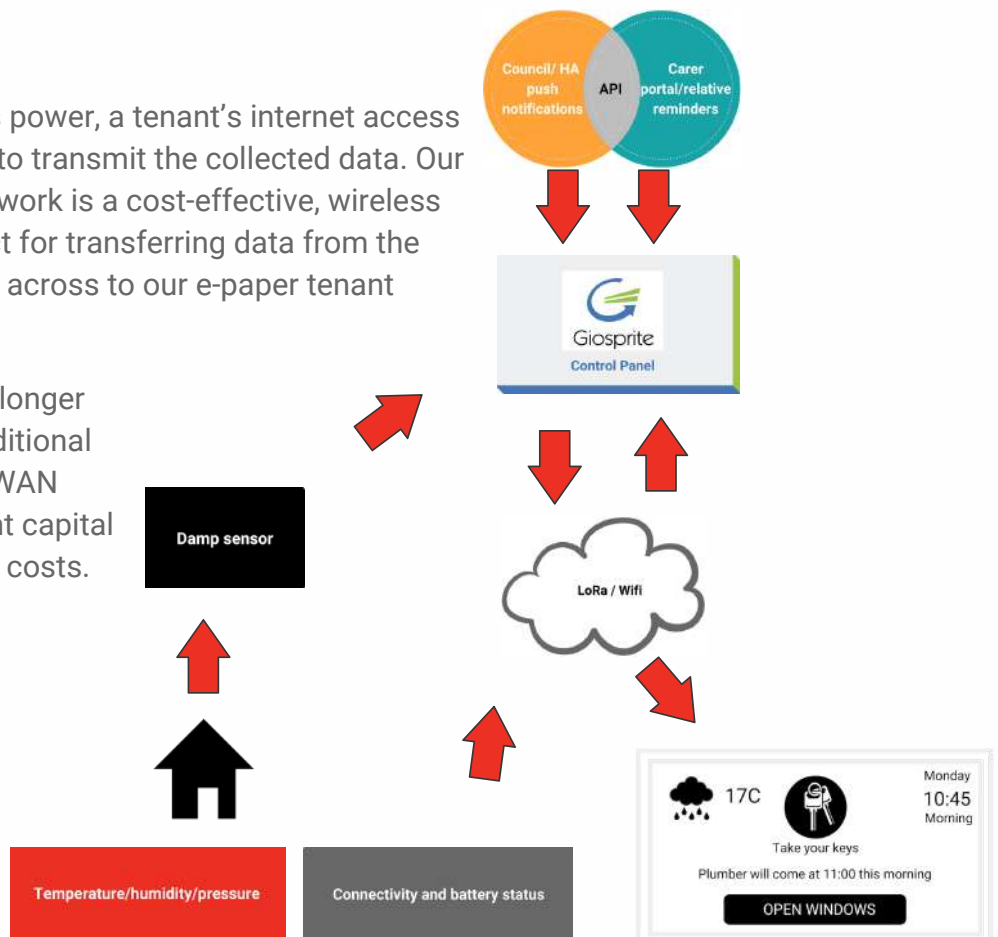 Council/ HA
push
notifications
API
Carer
portal/relative
reminders
power, a tenant's internet access
to transmit the collected data. Our
work is a cost-effective, wireless
for transferring data from the
across to our e-paper tenant
Giosprite
Control Panel
longer
WAN
capital
costs.
Damp sensor
LoRa / Wifi
Temperature/humidity/pressure
Connectivity and battery status
17C
Monday
10:45
Morning
Take your keys
Plumber will come at 11:00 this morning
OPEN WINDOWS